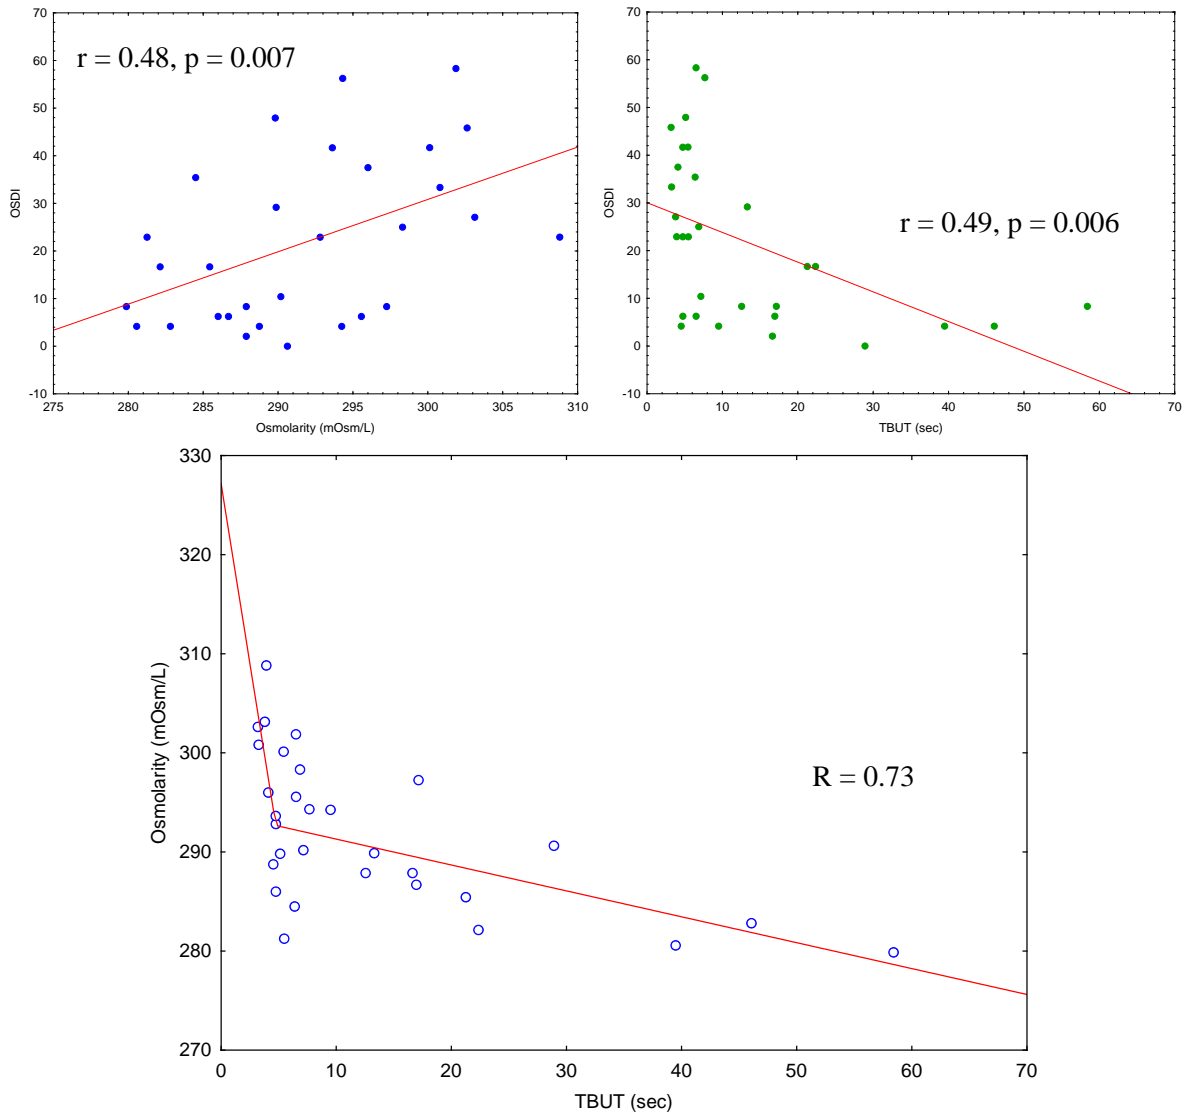 70
60
50
40
30
20
10
0
-10
OSDI
r = 0.48, p = 0.007
275 280 285 290 295 300 305 310
Osmolarity (mOsm/L)
70
60
50
40
30
20
10
0
-10
OSDI
r = 0.49, p = 0.006
0 10 20 30 40 50 60 70
TBUT (sec)
330
320
310
300
290
280
270
Osmolarity (mOsm/L)
R = 0.73
0 10 20 30 40 50 60 70
TBUT (sec)